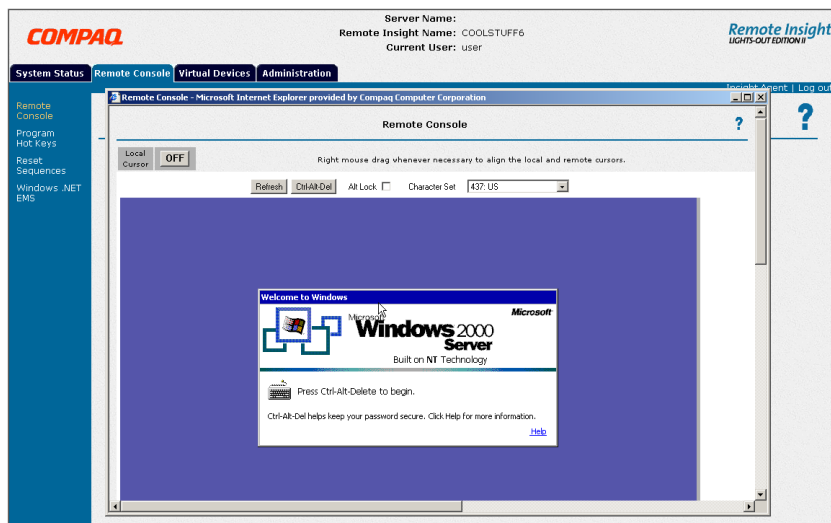 COMPAQ
Server Name:
Remote Insight Name: COOLSTUFF6
Current User: user
Remote Insight
LIGHTS-OUT EDITION II
System Status Remote Console Virtual Devices Administration
Insight Agent | Log out
Remote Console
Program Hot Keys
Reset Sequences
Windows .NET EMS
Remote Console - Microsoft Internet Explorer provided by Compaq Computer Corporation
Remote Console
?
?
Local Cursor OFF
Right mouse drag whenever necessary to align the local and remote cursors.
Refresh Ctrl-Alt-Del Alt Lock Character Set 437: US
Welcome to Windows
Microsoft
Microsoft
Windows 2000
Server
Built on NT Technology
Press Ctrl-Alt-Delete to begin.
Ctrl-Alt-Del helps keep your password secure. Click Help for more information.
Help